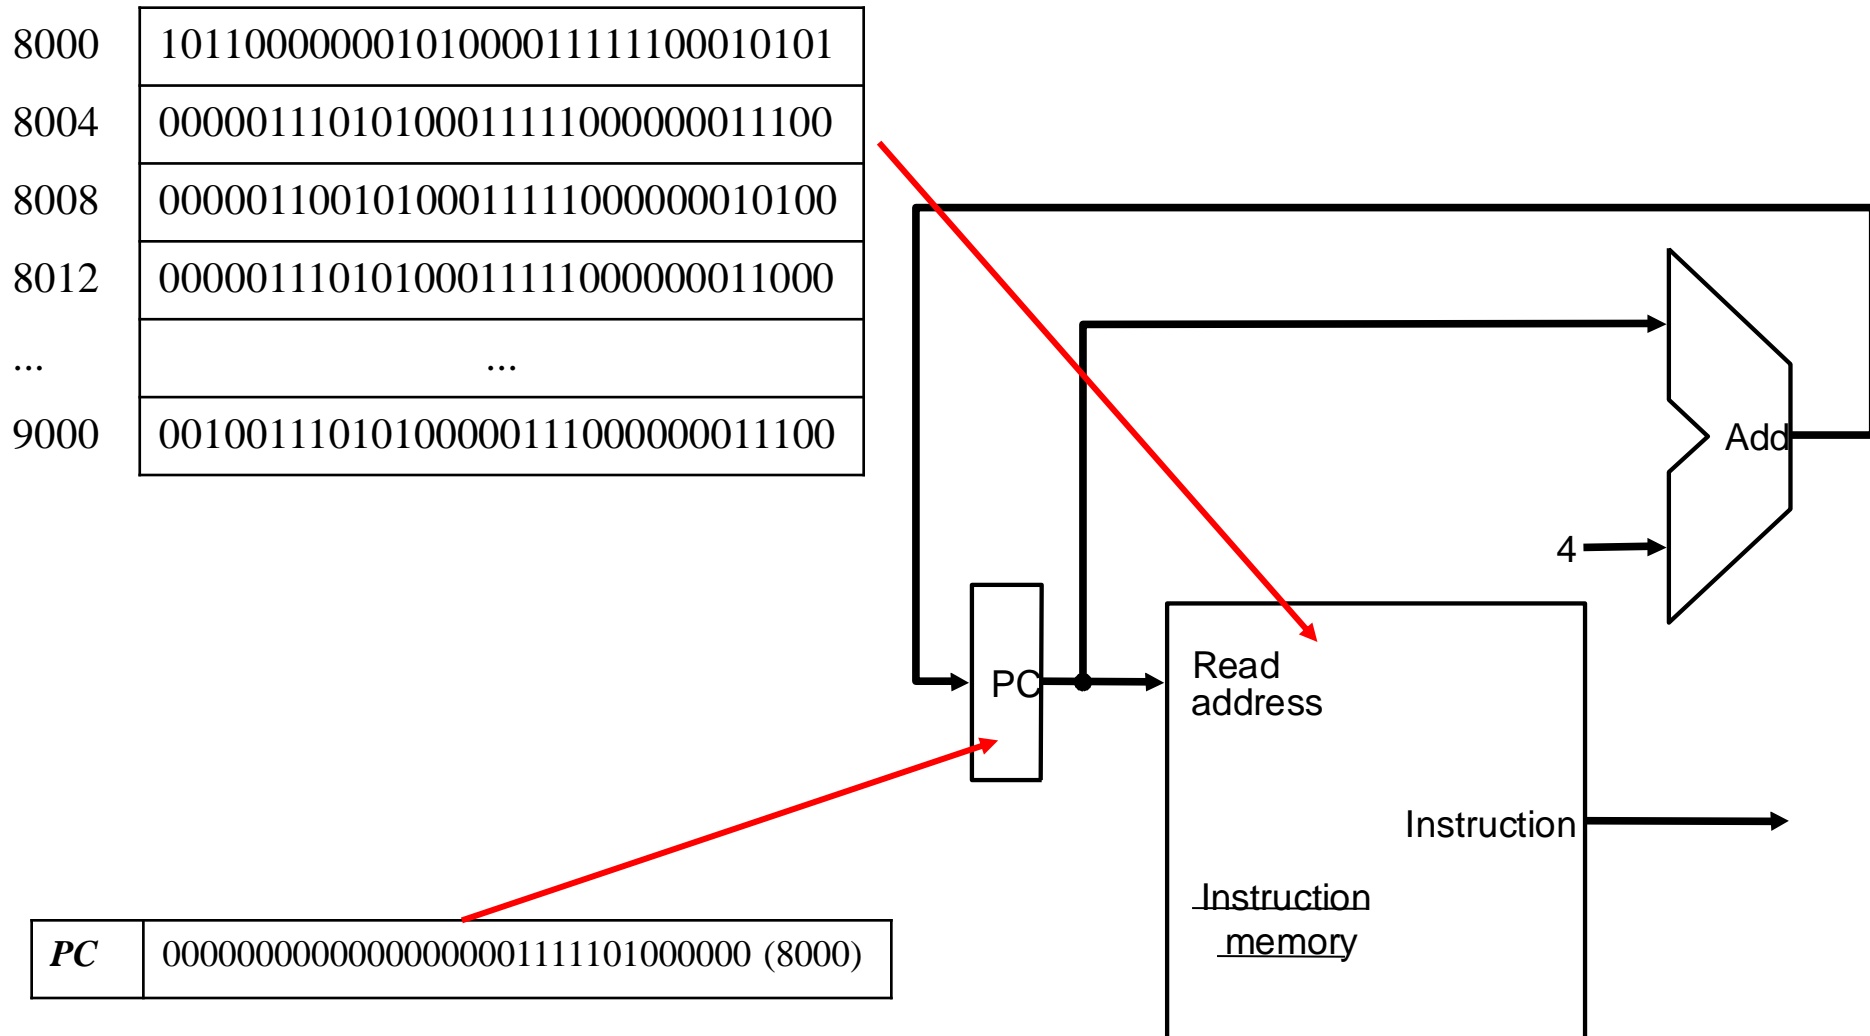 8000 10110000000101000011111100010101
8004 00000111010100011111000000011100
8008 00000110010100011111000000010100
8012 00000111010100011111000000011000
... ...
9000 00100111010100000111000000011100
Add
4
PC
Read
address
Instruction
Instruction
memory
PC 00000000000000000001111101000000 (8000)